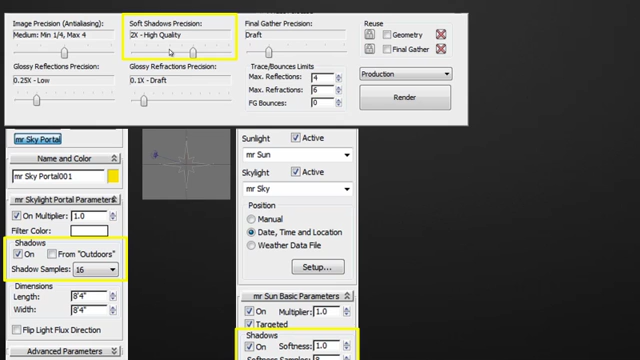 Image Precision (Antialiasing):
Medium: Min 1/4, Max 4
Soft Shadows Precision:
2X - High Quality
Final Gather Precision:
Draft
Reuse
Geometry
Final Gather
Glossy Reflections Precision:
0.25X - Low
Glossy Refractions Precision:
0.1X - Draft
Trace/Bounces Limits
Max. Reflections: 4
Max. Refractions: 6
FG Bounces: 0
Production
Render
mr Sky Portal
Name and Color
mr Sky Portal001
mr Skylight Portal Parameters
On Multiplier: 1.0
Filter Color:
Shadows
On
From "Outdoors"
Shadow Samples: 16
Dimensions
Length: 8'4"
Width: 8'4"
Flip Light Flux Direction
Advanced Parameters
Sunlight
Active
mr Sun
Skylight
Active
mr Sky
Position
Manual
Date, Time and Location
Weather Data File
Setup...
mr Sun Basic Parameters
On Multiplier: 1.0
Targeted
Shadows
On Softness: 1.0
Softness Samples: 8